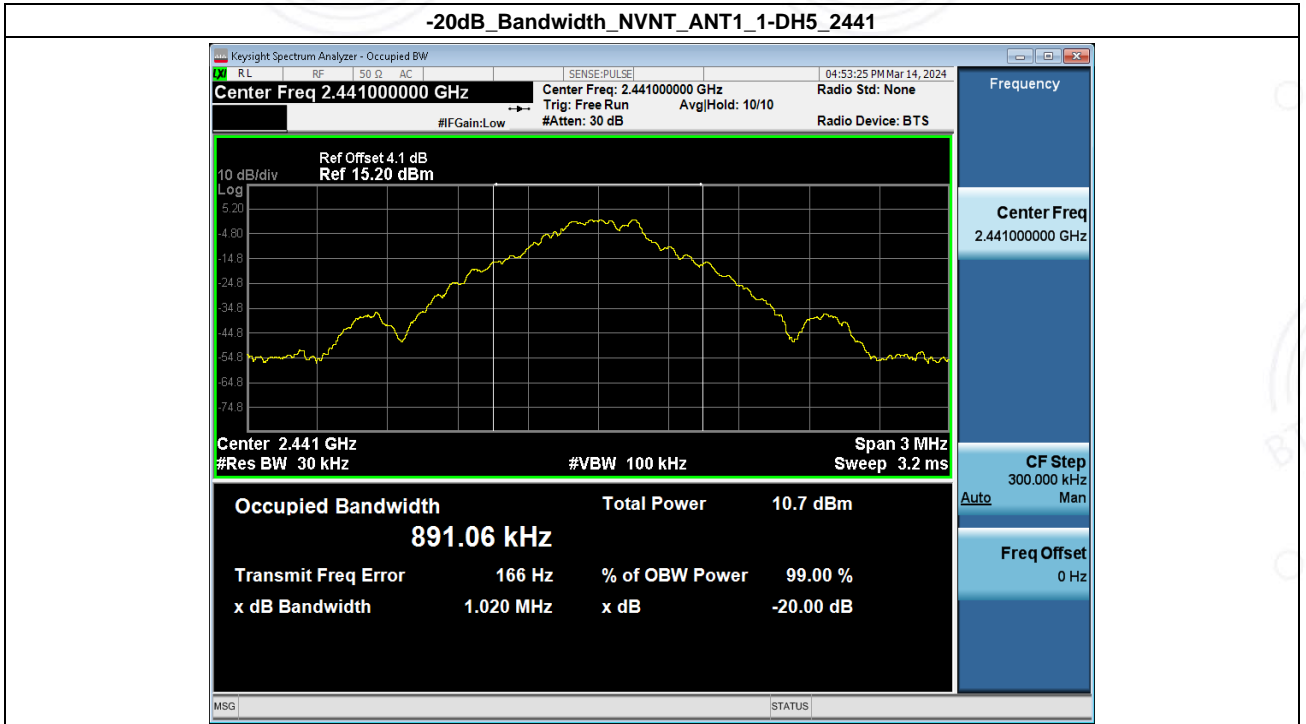 -20dB_Bandwidth_NVNT_ANT1_1-DH5_2441
Keysight Spectrum Analyzer - Occupied BW
LXI RL RF 50 Ω AC SENSE:PULSE 04:53:25 PM Mar 14, 2024
Center Freq 2.441000000 GHz
Center Freq: 2.441000000 GHz
Radio Std: None
Trig: Free Run Avg|Hold: 10/10
#IFGain:Low #Atten: 30 dB
Radio Device: BTS
Frequency
Ref Offset 4.1 dB
10 dB/div Ref 15.20 dBm
Log
5.20
-4.80
-14.8
-24.8
-34.8
-44.8
-54.8
-64.8
-74.8
Center 2.441 GHz Span 3 MHz
#Res BW 30 kHz #VBW 100 kHz Sweep 3.2 ms
Occupied Bandwidth Total Power 10.7 dBm
891.06 kHz
Transmit Freq Error 166 Hz % of OBW Power 99.00 %
x dB Bandwidth 1.020 MHz x dB -20.00 dB
Center Freq
2.441000000 GHz
CF Step
300.000 kHz
Auto Man
Freq Offset
0 Hz
MSG STATUS